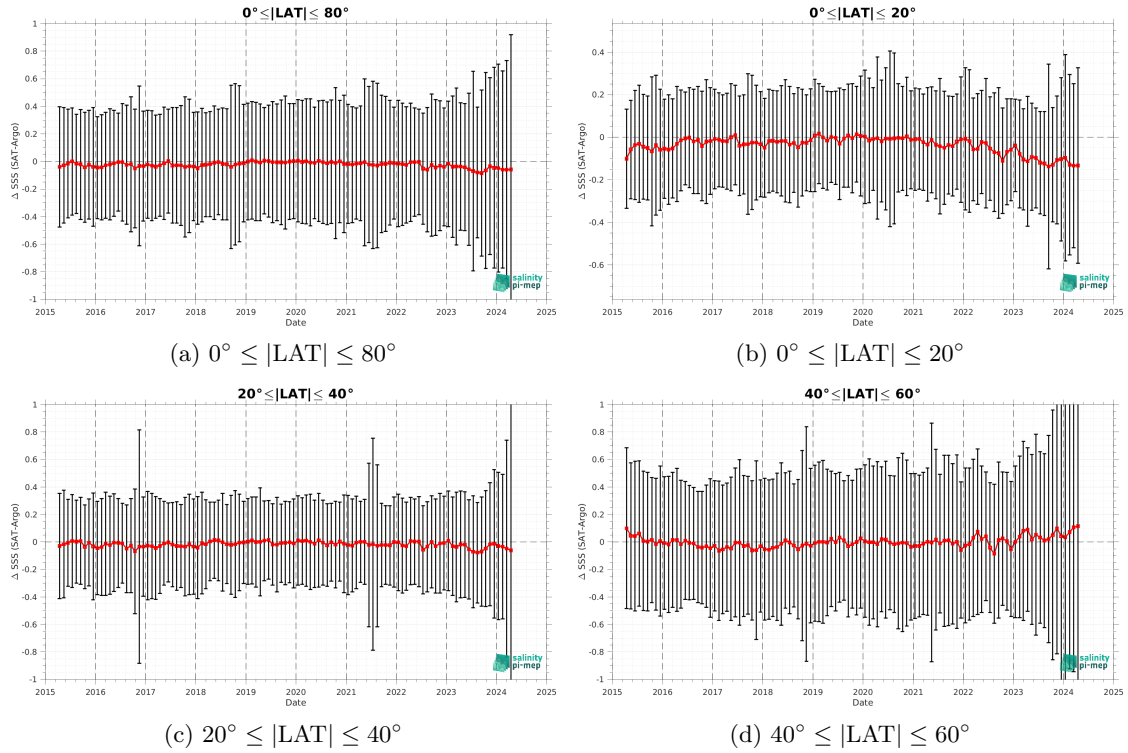 0°≤|LAT|≤ 80°
Δ SSS (SAT-Argo)
1
0.8
0.6
0.4
0.2
0
-0.2
-0.4
-0.6
-0.8
-1
2015 2016 2017 2018 2019 2020 2021 2022 2023 2024 2025
Date
salinity
pi-mep
(a) 0° ≤ |LAT| ≤ 80°
0°≤|LAT|≤ 20°
Δ SSS (SAT-Argo)
0.4
0.2
0
-0.2
-0.4
-0.6
2015 2016 2017 2018 2019 2020 2021 2022 2023 2024 2025
Date
salinity
pi-mep
(b) 0° ≤ |LAT| ≤ 20°
20°≤|LAT|≤ 40°
Δ SSS (SAT-Argo)
1
0.8
0.6
0.4
0.2
0
-0.2
-0.4
-0.6
-0.8
-1
2015 2016 2017 2018 2019 2020 2021 2022 2023 2024 2025
Date
salinity
pi-mep
(c) 20° ≤ |LAT| ≤ 40°
40°≤|LAT|≤ 60°
Δ SSS (SAT-Argo)
1
0.8
0.6
0.4
0.2
0
-0.2
-0.4
-0.6
-0.8
-1
2015 2016 2017 2018 2019 2020 2021 2022 2023 2024 2025
Date
salinity
pi-mep
(d) 40° ≤ |LAT| ≤ 60°